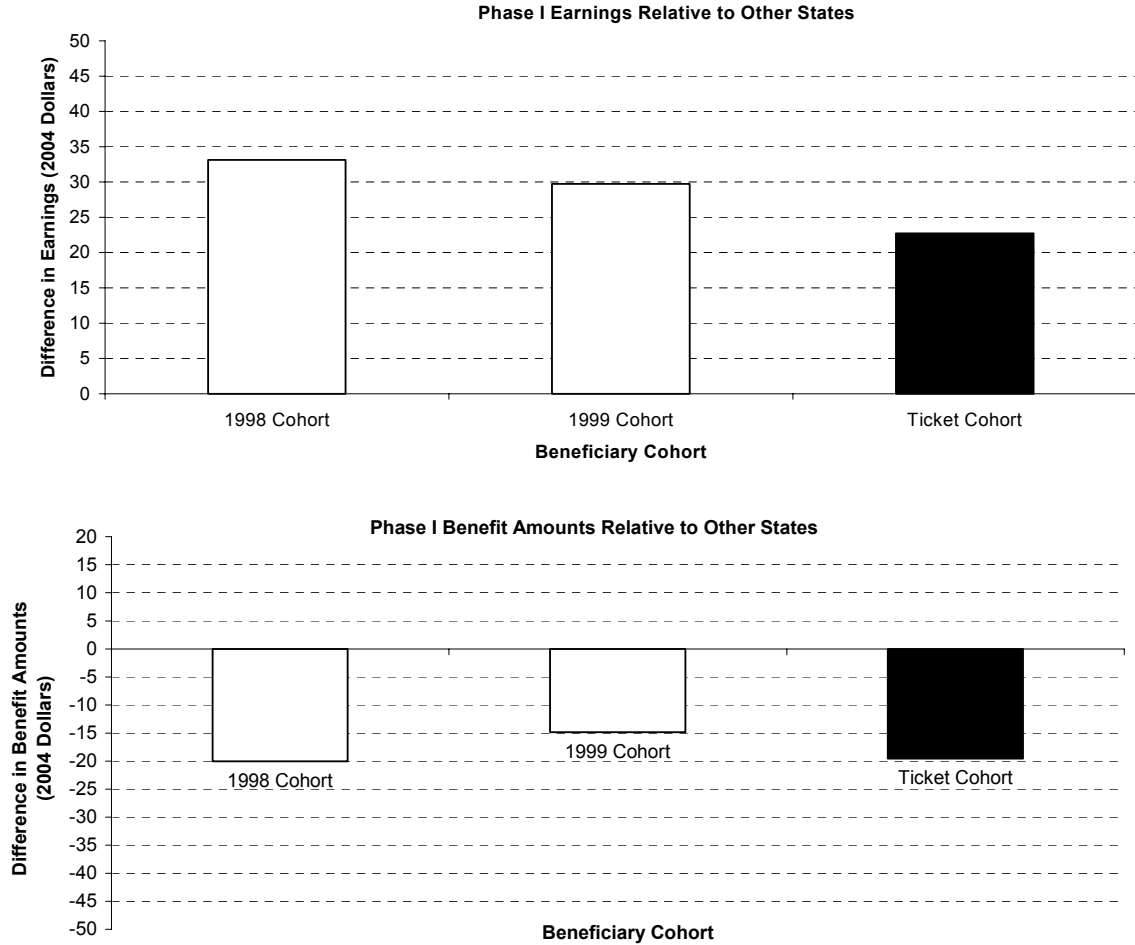 Phase I Earnings Relative to Other States
Difference in Earnings (2004 Dollars)
50
45
40
35
30
25
20
15
10
5
0
1998 Cohort
1999 Cohort
Ticket Cohort
Beneficiary Cohort
Phase I Benefit Amounts Relative to Other States
Difference in Benefit Amounts
(2004 Dollars)
20
15
10
5
0
-5
-10
-15
-20
-25
-30
-35
-40
-45
-50
1998 Cohort
1999 Cohort
Ticket Cohort
Beneficiary Cohort